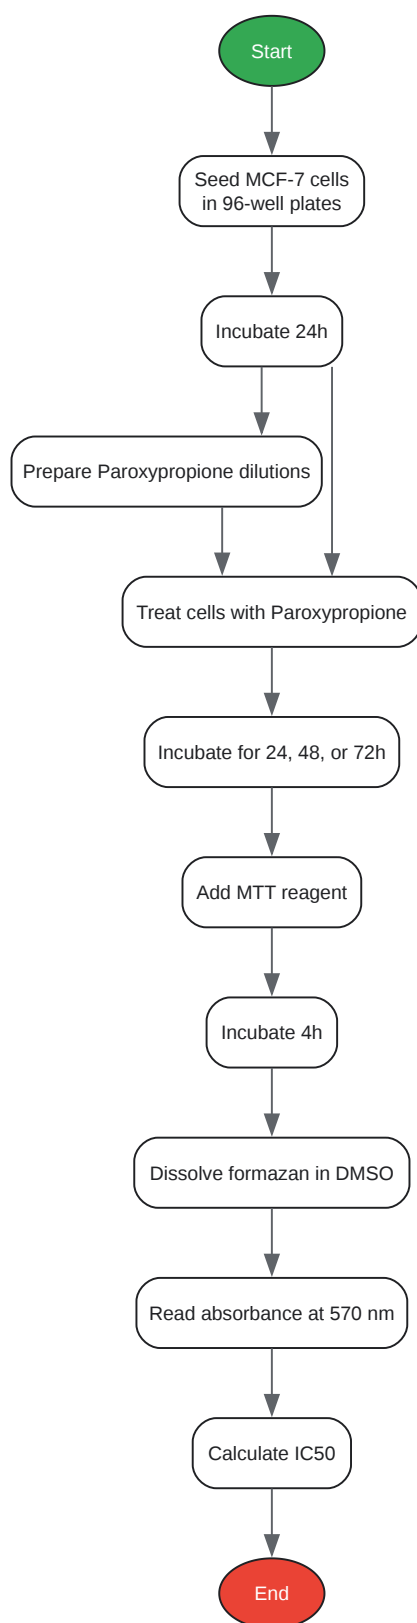 Start
Seed MCF-7 cells
in 96-well plates
Incubate 24h
Prepare Paroxypropione dilutions
Treat cells with Paroxypropione
Incubate for 24, 48, or 72h
Add MTT reagent
Incubate 4h
Dissolve formazan in DMSO
Read absorbance at 570 nm
Calculate IC50
End